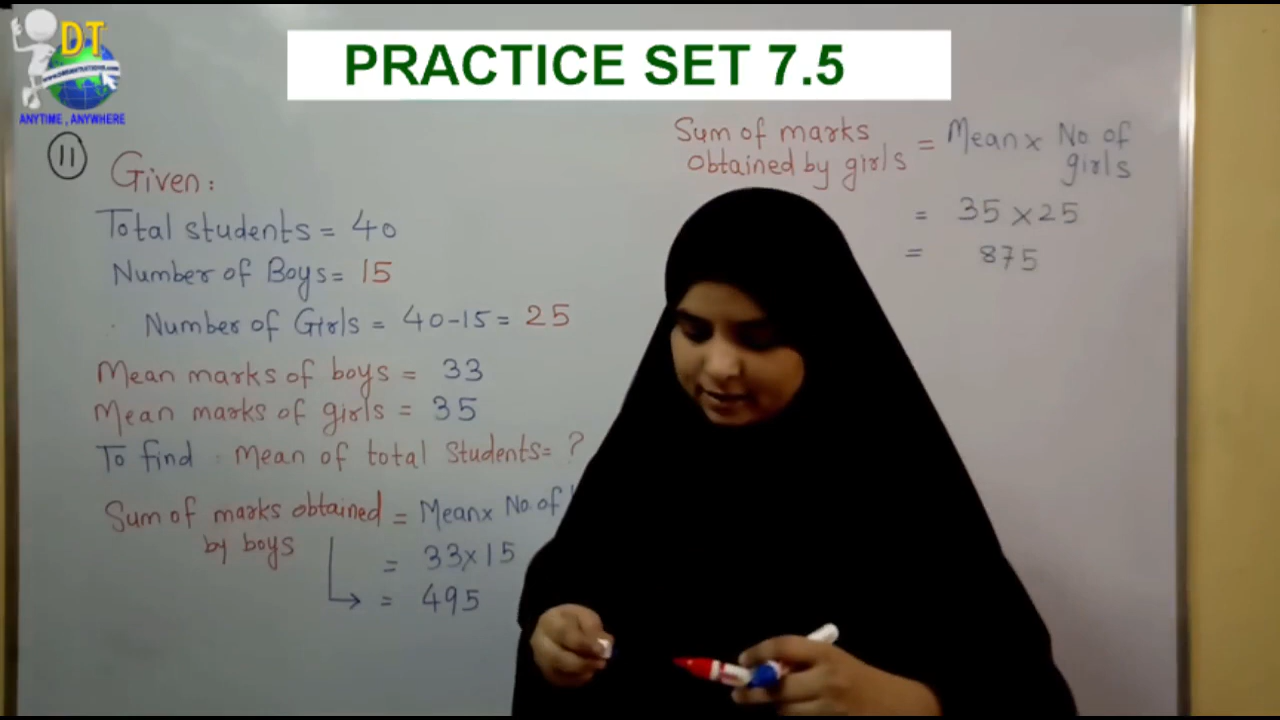 DT
ANYTIME , ANYWHERE
PRACTICE SET 7.5
11
Given:
Total students = 40
Number of Boys = 15
Number of Girls = 40-15 = 25
Mean marks of boys = 33
Mean marks of girls = 35
To find : Mean of total Students= ?
Sum of marks obtained = Mean x No. of
by boys
= 33x15
= 495
Sum of marks = Mean x No of
obtained by girls girls
= 35 x 25
= 875